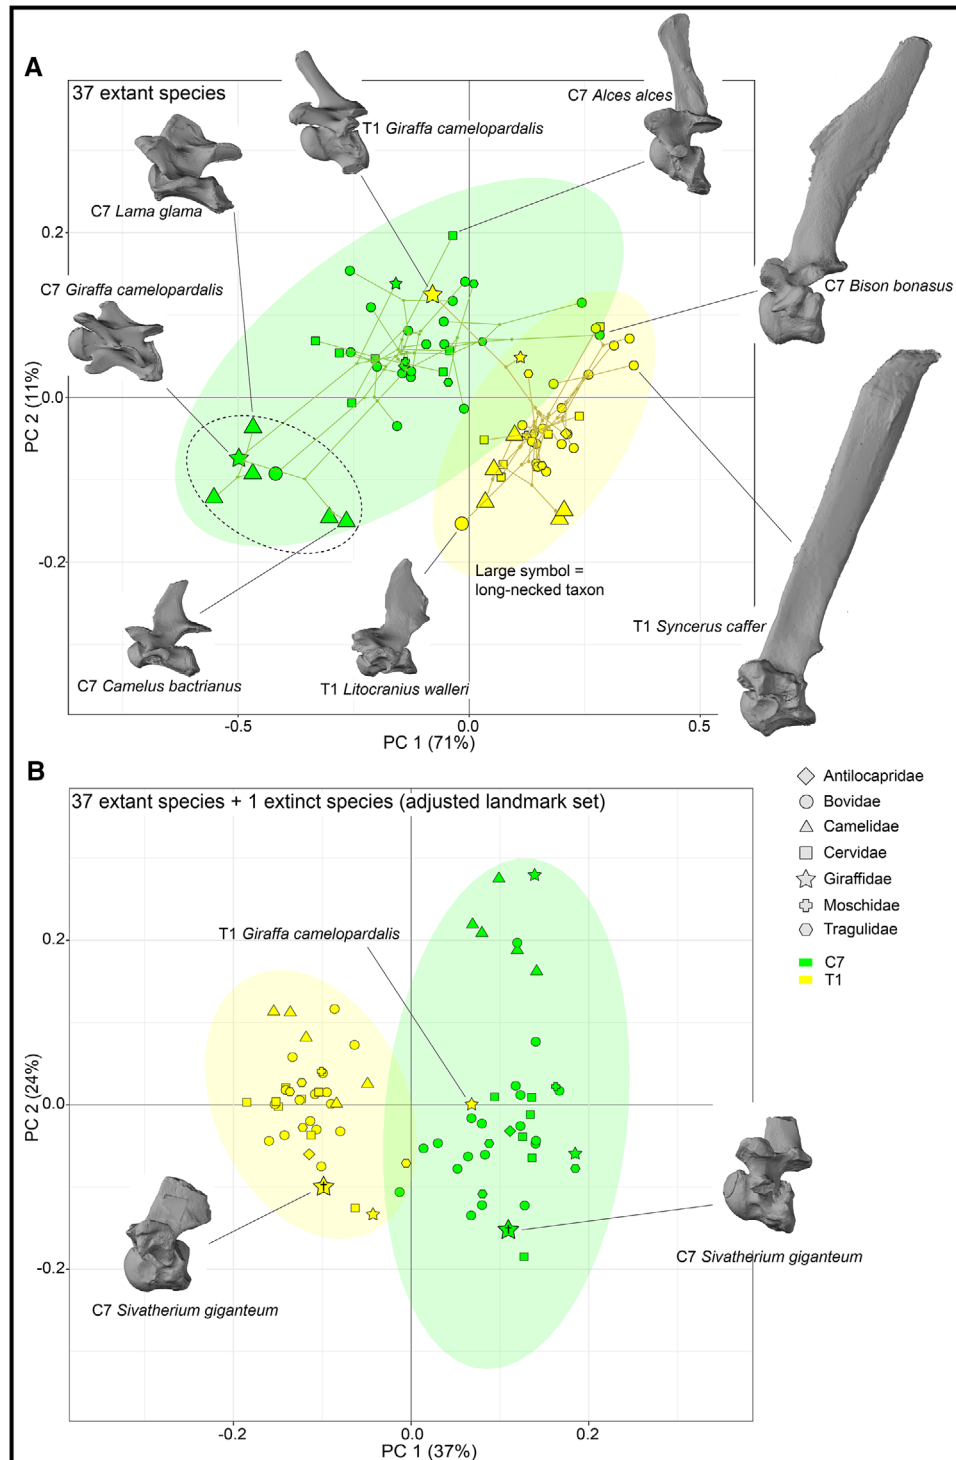 A
37 extant species
T1 Giraffa camelopardalis
C7 Alces alces
C7 Lama glama
C7 Giraffa camelopardalis
C7 Bison bonasus
0.2
0.0
-0.2
PC 2 (11%)
Large symbol =
long-necked taxon
T1 Syncerus caffer
C7 Camelus bactrianus
T1 Litocranius walleri
-0.5
0.0
0.5
PC 1 (71%)
B
37 extant species + 1 extinct species (adjusted landmark set)
Antilocapridae
Bovidae
Camelidae
Cervidae
Giraffidae
Moschidae
Tragulidae
C7
T1
T1 Giraffa camelopardalis
0.2
0.0
-0.2
PC 2 (24%)
C7 Sivatherium giganteum
C7 Sivatherium giganteum
-0.2
0.0
0.2
PC 1 (37%)